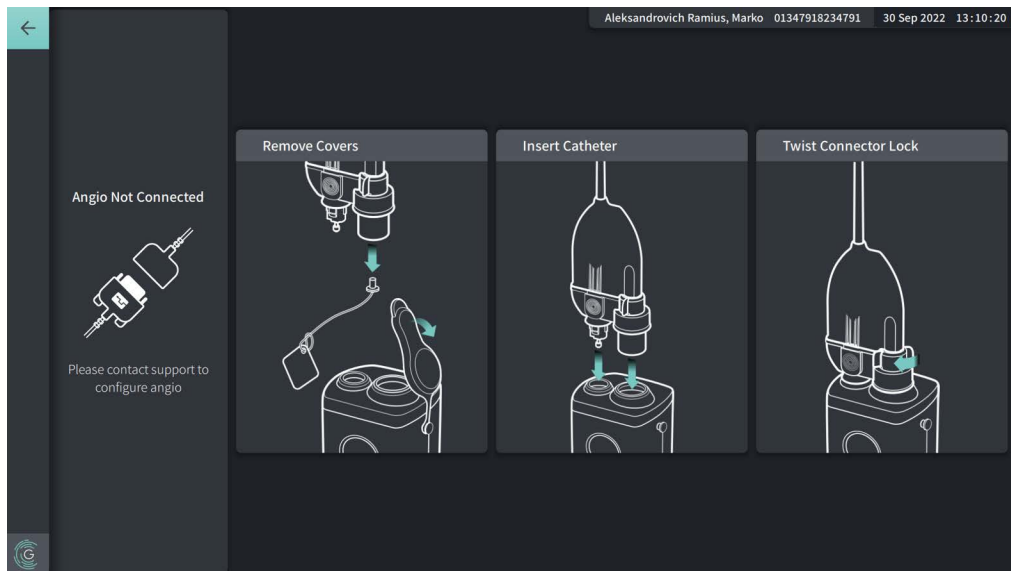 Aleksandrovich Ramius, Marko 01347918234791 30 Sep 2022 13:10:20
Angio Not Connected
Please contact support to
configure angio
Remove Covers
Insert Catheter
Twist Connector Lock
G